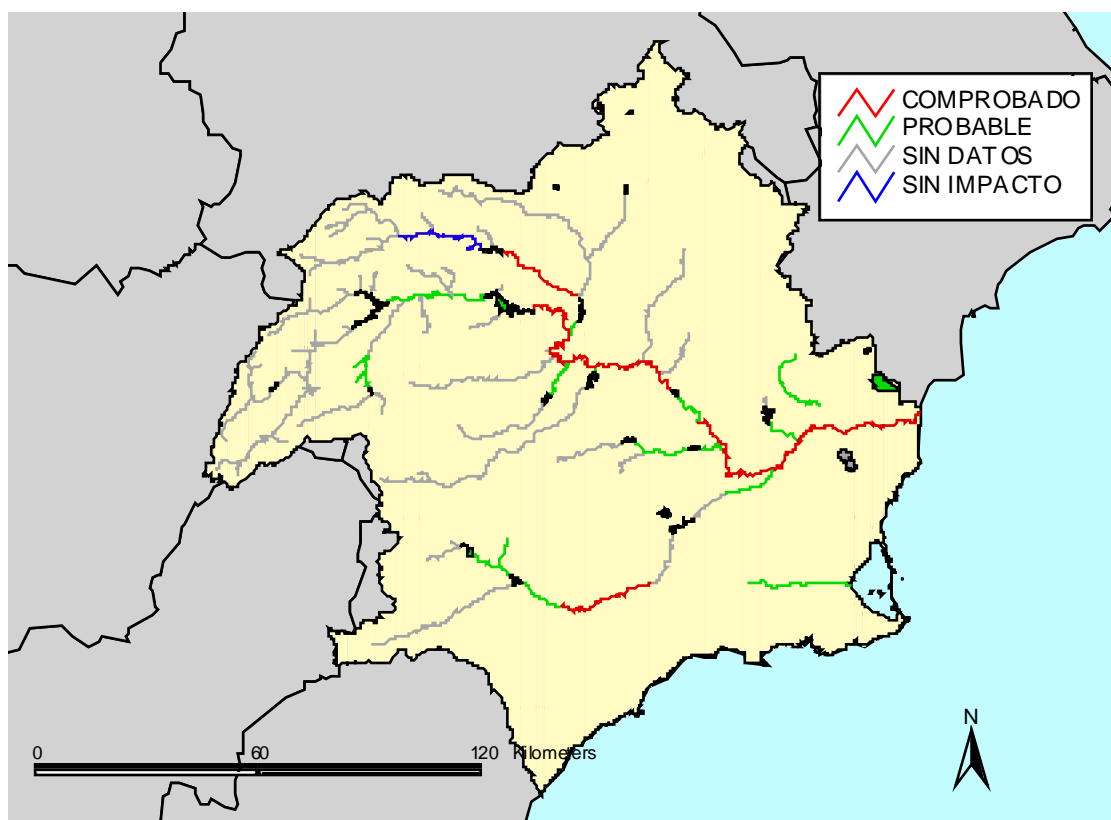 COMPROBADO
PROBABLE
SIN DATOS
SIN IMPACTO
N
0 60 120 Kilometers